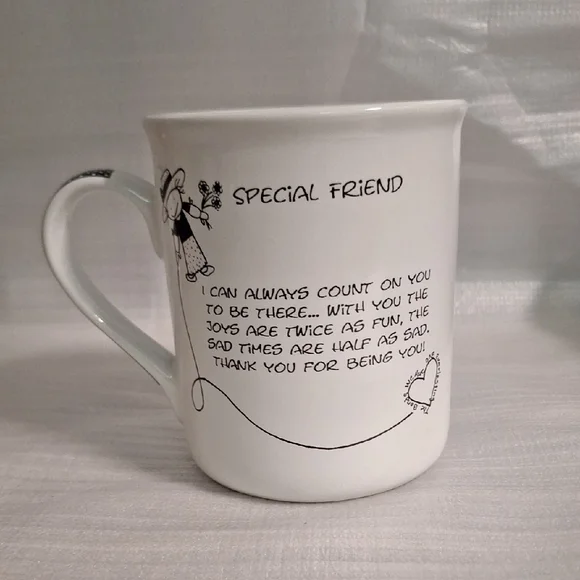 SPECIAL FRIEND
I CAN ALWAYS COUNT ON YOU
TO BE THERE... WITH YOU THE
JOYS ARE TWICE AS FUN, THE
SAD TIMES ARE HALF AS SAD.
THANK YOU FOR BEING YOU!